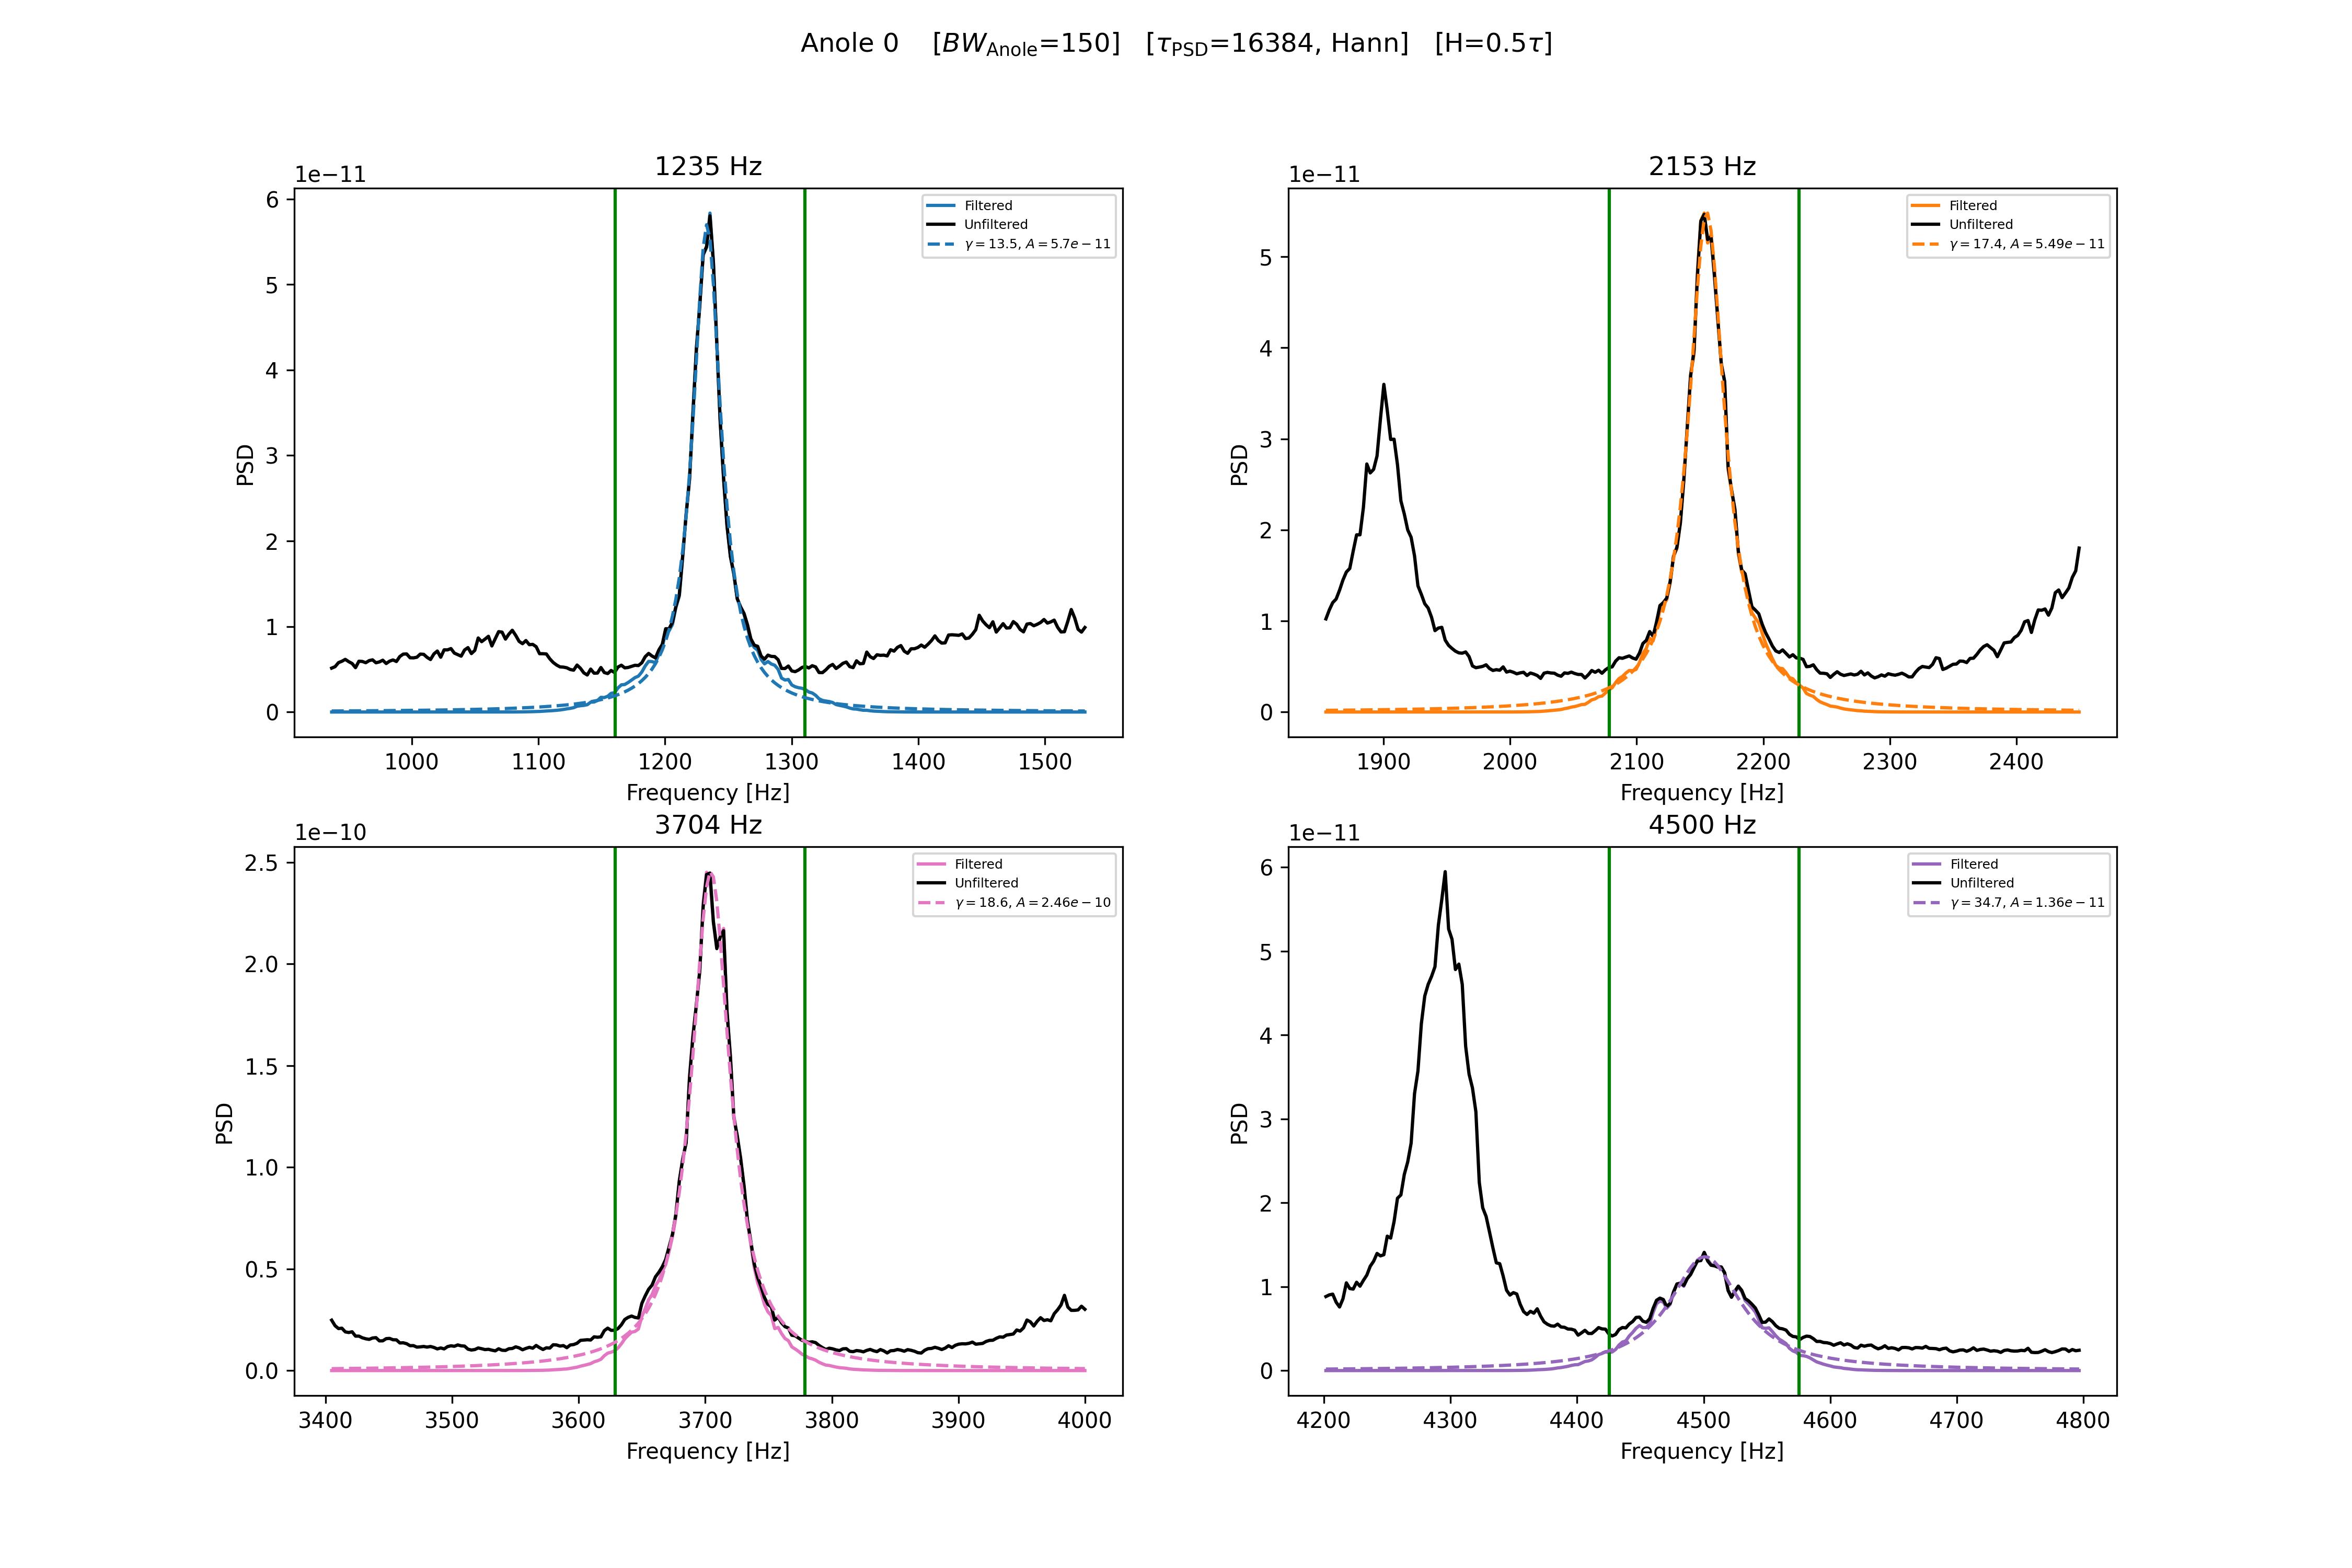 Anole 0 [BW_Anole=150] [τ_PSD=16384, Hann] [H=0.5τ]
1235 Hz
1e−11
6
5
4
3
2
1
0
PSD
1000 1100 1200 1300 1400 1500
Frequency [Hz]
Filtered
Unfiltered
γ = 13.5, A = 5.7e − 11
2153 Hz
1e−11
5
4
3
2
1
0
PSD
1900 2000 2100 2200 2300 2400
Frequency [Hz]
Filtered
Unfiltered
γ = 17.4, A = 5.49e − 11
3704 Hz
1e−10
2.5
2.0
1.5
1.0
0.5
0.0
PSD
3400 3500 3600 3700 3800 3900 4000
Frequency [Hz]
Filtered
Unfiltered
γ = 18.6, A = 2.46e − 10
4500 Hz
1e−11
6
5
4
3
2
1
0
PSD
4200 4300 4400 4500 4600 4700 4800
Frequency [Hz]
Filtered
Unfiltered
γ = 34.7, A = 1.36e − 11